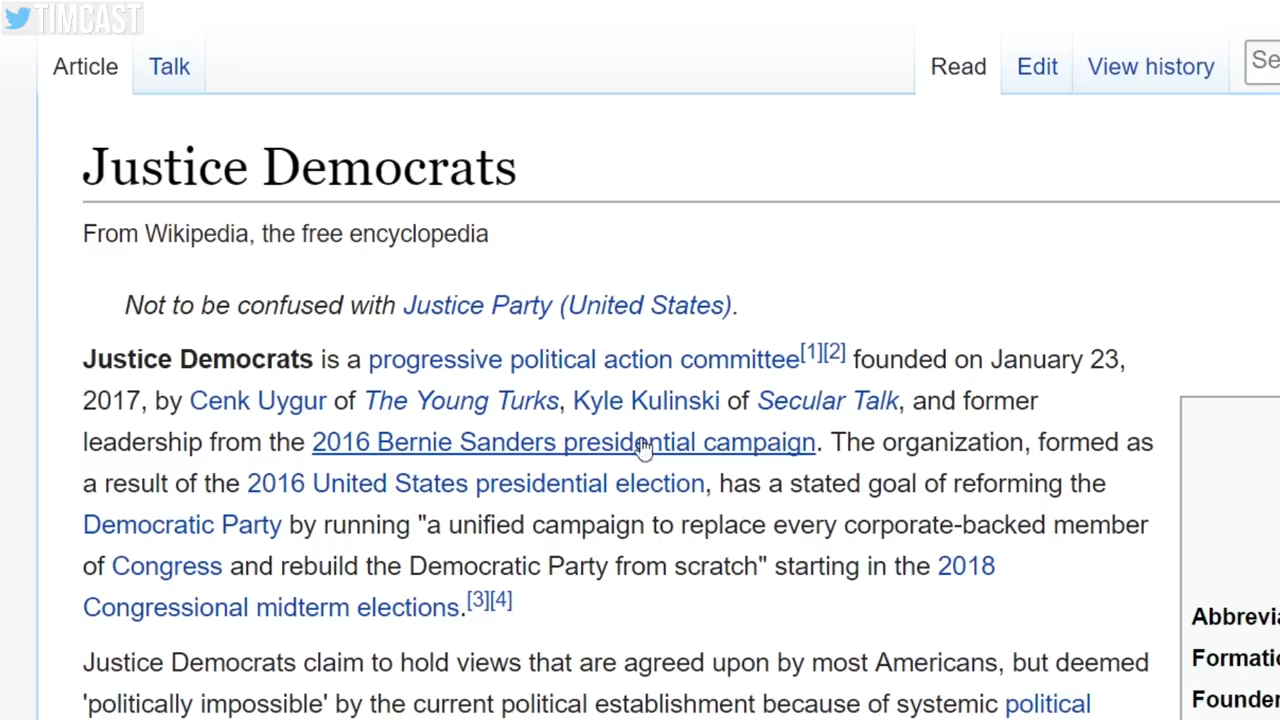 TIMCAST
Article Talk Read Edit View history Se
Justice Democrats
From Wikipedia, the free encyclopedia
Not to be confused with Justice Party (United States).
Justice Democrats is a progressive political action committee[1][2] founded on January 23,
2017, by Cenk Uygur of The Young Turks, Kyle Kulinski of Secular Talk, and former
leadership from the 2016 Bernie Sanders presidential campaign. The organization, formed as
a result of the 2016 United States presidential election, has a stated goal of reforming the
Democratic Party by running "a unified campaign to replace every corporate-backed member
of Congress and rebuild the Democratic Party from scratch" starting in the 2018
Congressional midterm elections.[3][4]
Justice Democrats claim to hold views that are agreed upon by most Americans, but deemed
'politically impossible' by the current political establishment because of systemic political
Abbrevia
Formatio
Founder